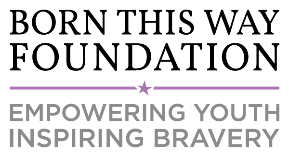 BORN THIS WAY
FOUNDATION
EMPOWERING YOUTH
INSPIRING BRAVERY